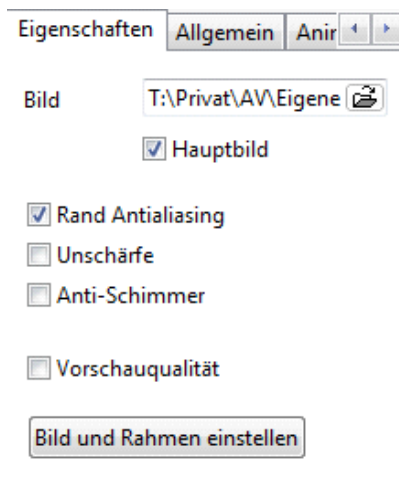 Eigenschaften Allgemein Anir
Bild T:\Privat\AV\Eigene
Hauptbild
Rand Antialiasing
Unschärfe
Anti-Schimmer
Vorschauqualität
Bild und Rahmen einstellen